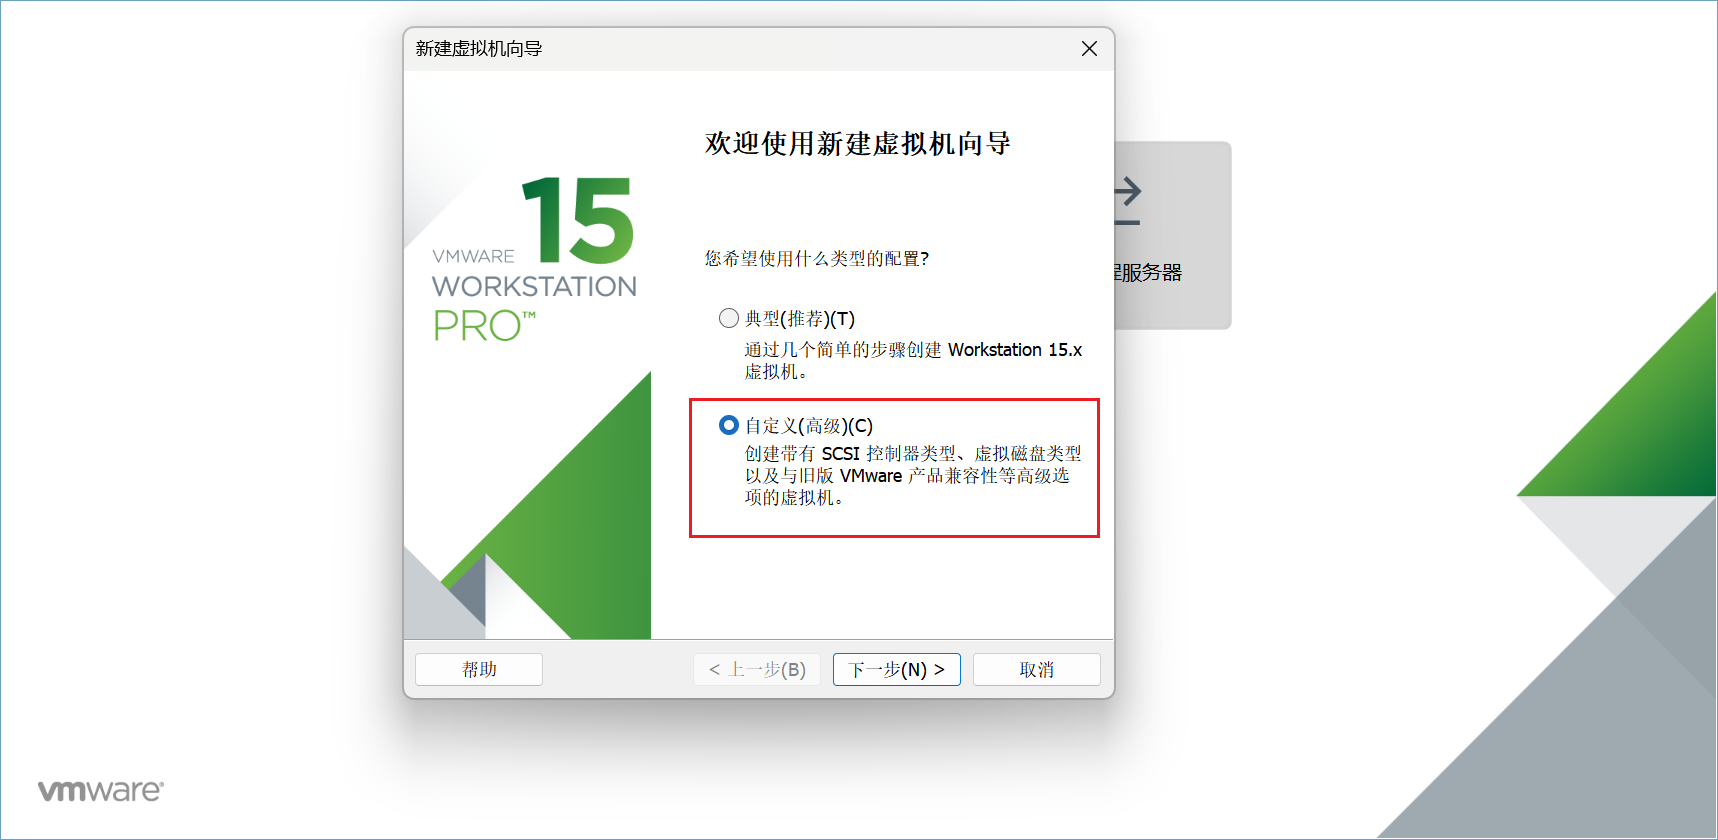 新建虚拟机向导
欢迎使用新建虚拟机向导
15
VMWARE
WORKSTATION
PRO™
您希望使用什么类型的配置?
典型(推荐)(T)
通过几个简单的步骤创建 Workstation 15.x
虚拟机。
自定义(高级)(C)
创建带有 SCSI 控制器类型、虚拟磁盘类型
以及与旧版 VMware 产品兼容性等高级选
项的虚拟机。
程服务器
帮助
< 上一步(B)
下一步(N) >
取消
vmware®